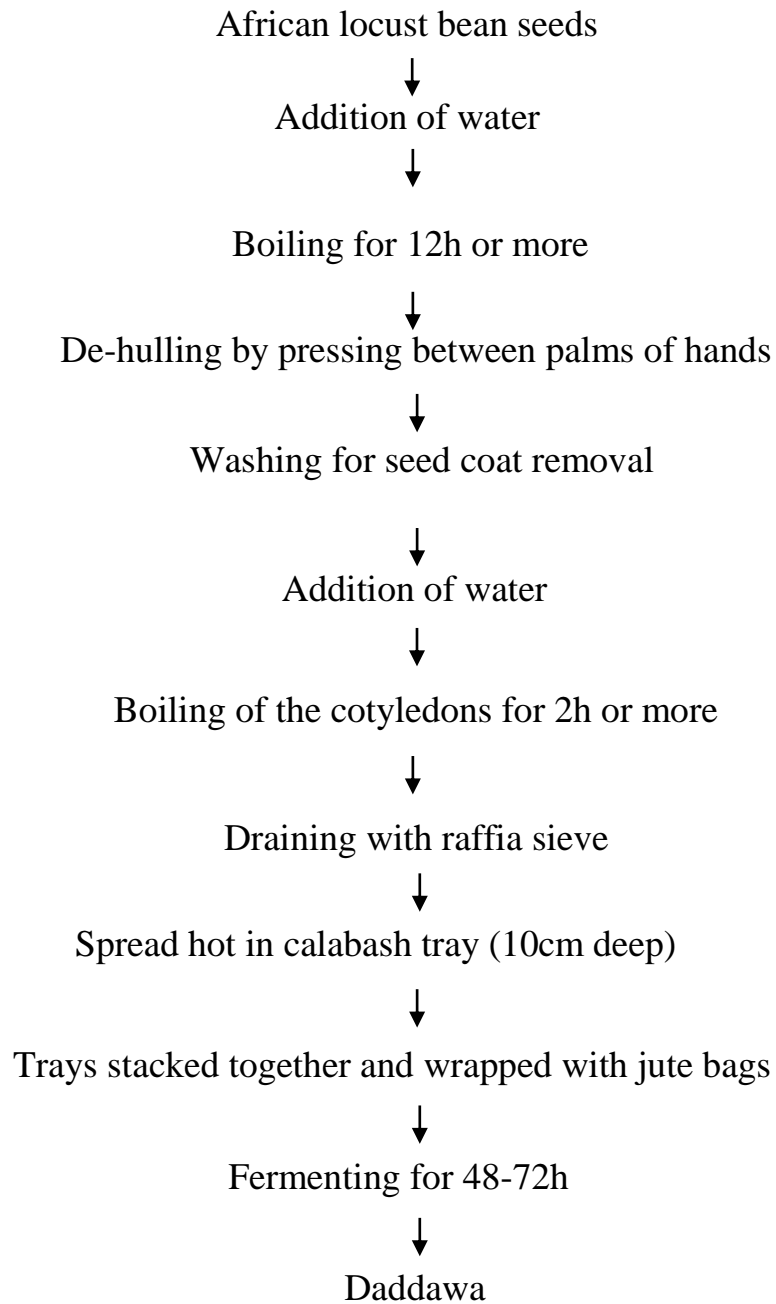 African locust bean seeds
Addition of water
Boiling for 12h or more
De-hulling by pressing between palms of hands
Washing for seed coat removal
Addition of water
Boiling of the cotyledons for 2h or more
Draining with raffia sieve
Spread hot in calabash tray (10cm deep)
Trays stacked together and wrapped with jute bags
Fermenting for 48-72h
Daddawa